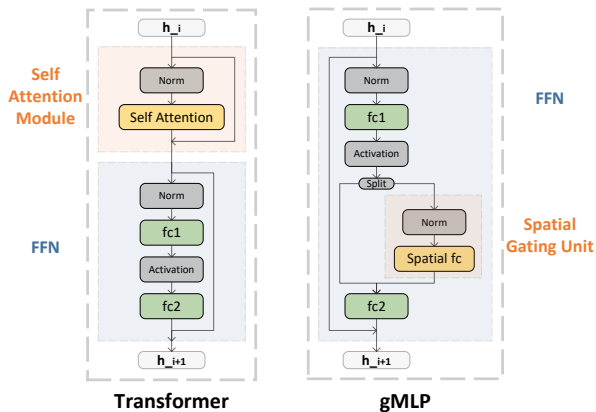 h_i
Norm
Self Attention
Self
Attention
Module
Norm
fc1
Activation
fc2
FFN
h_i+1
Transformer
h_i
Norm
fc1
Activation
Split
Norm
Spatial fc
fc2
FFN
Spatial
Gating Unit
h_i+1
gMLP